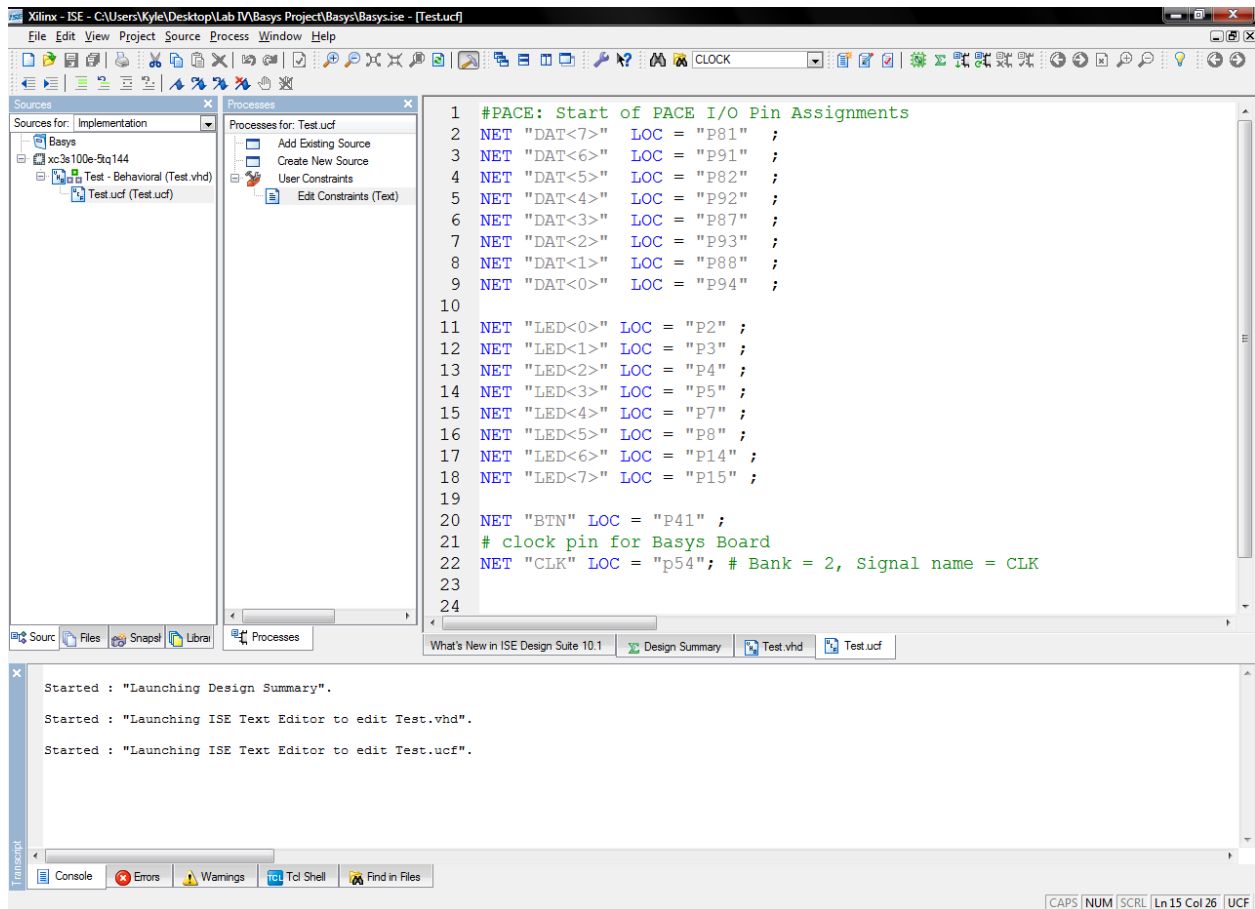 Xilinx - ISE - C:\Users\Kyle\Desktop\Lab IV\Basys Project\Basys\Basys.ise - [Test.ucf]
File Edit View Project Source Process Window Help
CLOCK
Sources
Sources for: Implementation
Basys
xc3s100e-5tq144
Test - Behavioral (Test.vhd)
Test.ucf (Test.ucf)
Sourc Files Snapsh Librar
Processes
Processes for: Test.ucf
Add Existing Source
Create New Source
User Constraints
Edit Constraints (Text)
Processes
1 #PACE: Start of PACE I/O Pin Assignments
2 NET "DAT<7>" LOC = "P81" ;
3 NET "DAT<6>" LOC = "P91" ;
4 NET "DAT<5>" LOC = "P82" ;
5 NET "DAT<4>" LOC = "P92" ;
6 NET "DAT<3>" LOC = "P87" ;
7 NET "DAT<2>" LOC = "P93" ;
8 NET "DAT<1>" LOC = "P88" ;
9 NET "DAT<0>" LOC = "P94" ;
10
11 NET "LED<0>" LOC = "P2" ;
12 NET "LED<1>" LOC = "P3" ;
13 NET "LED<2>" LOC = "P4" ;
14 NET "LED<3>" LOC = "P5" ;
15 NET "LED<4>" LOC = "P7" ;
16 NET "LED<5>" LOC = "P8" ;
17 NET "LED<6>" LOC = "P14" ;
18 NET "LED<7>" LOC = "P15" ;
19
20 NET "BTN" LOC = "P41" ;
21 # clock pin for Basys Board
22 NET "CLK" LOC = "p54"; # Bank = 2, Signal name = CLK
23
24
What's New in ISE Design Suite 10.1 Design Summary Test.vhd Test.ucf
Started : "Launching Design Summary".
Started : "Launching ISE Text Editor to edit Test.vhd".
Started : "Launching ISE Text Editor to edit Test.ucf".
Transcript
Console Errors Warnings Tcl Shell Find in Files
CAPS NUM SCRL Ln 15 Col 26 UCF